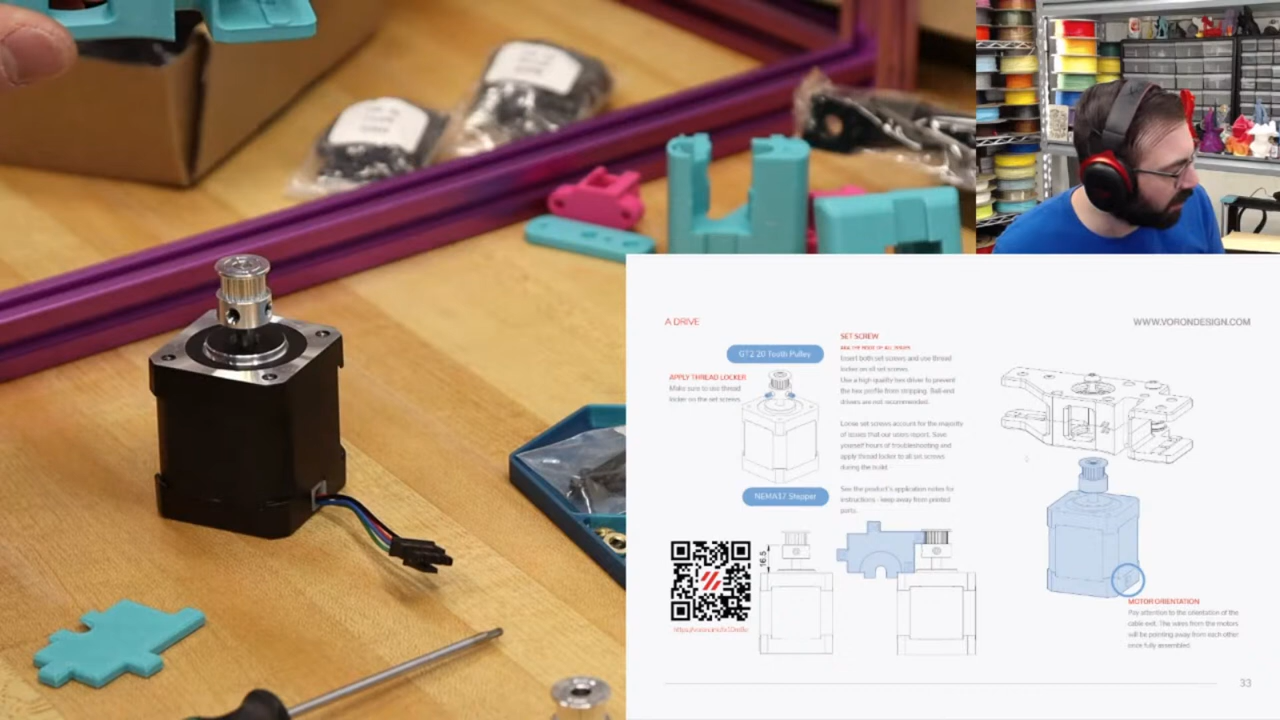 A DRIVE
WWW.VORONDESIGN.COM
GT2 20 Tooth Pulley
APPLY THREAD LOCKER
Make sure to use thread
locker on the set screws.
NEMA17 Stepper
SET SCREW
Insert both set screws and use thread
locker on all set screws.
Use a high quality hex driver to prevent
the hex profile from stripping. Ball-end
drivers are not recommended.
Loose set screws account for the majority
of issues that our users report. Save
yourself hours of troubleshooting and
apply thread locker to all set screws
during the build.
See the product's application notes for
instructions - keep away from printed
parts.
16.5
MOTOR ORIENTATION
Pay attention to the orientation of the
cable exit. The wires from the motors
will be pointing away from each other
once fully assembled.
33